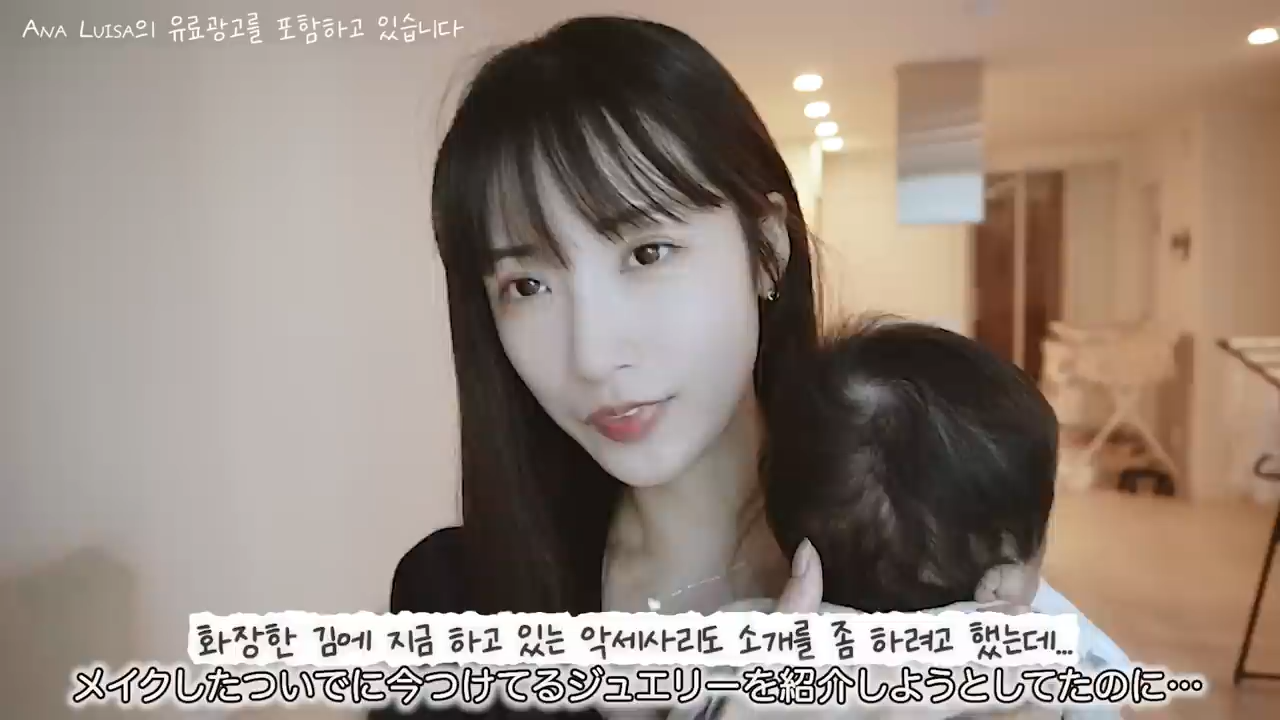 ANA LUISA의 유료광고를 포함하고 있습니다
화장한 김에 지금 하고 있는 악세사리도 소개를 좀 하려고 했는데...
メイクしたついでに今つけてるジュエリーを紹介しようとしてたのに…